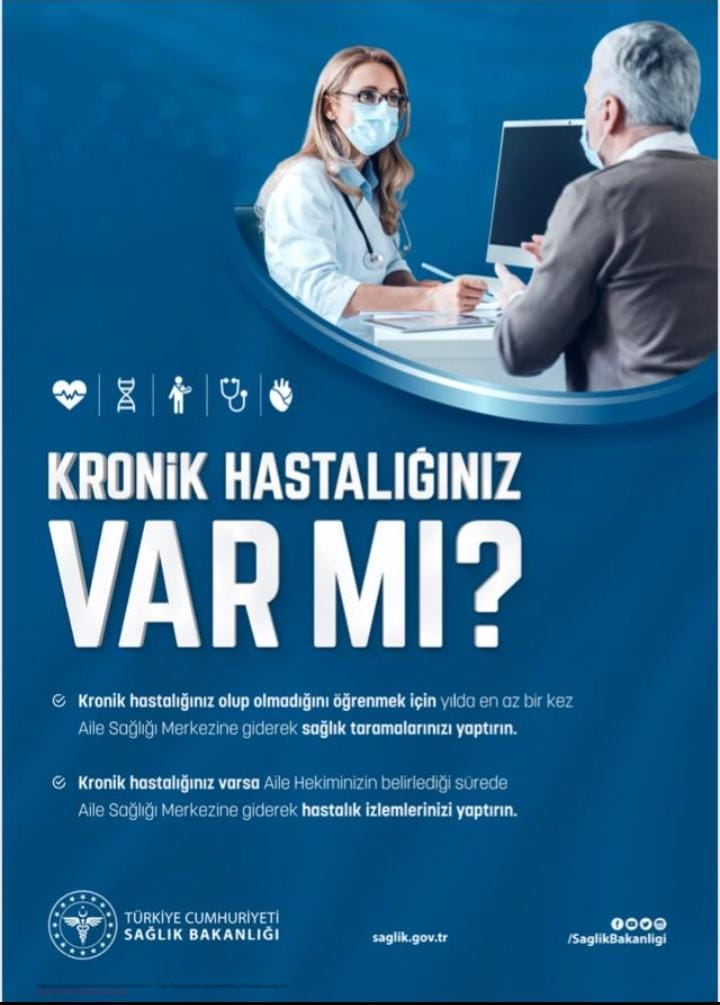 KRONİK HASTALIĞINIZ
VAR MI?
Kronik hastalığınız olup olmadığını öğrenmek için yılda en az bir kez
Aile Sağlığı Merkezine giderek sağlık taramalarınızı yaptırın.
Kronik hastalığınız varsa Aile Hekiminizin belirlediği sürede
Aile Sağlığı Merkezine giderek hastalık izlemlerinizi yaptırın.
TÜRKİYE CUMHURİYETİ
SAĞLIK BAKANLIĞI
saglik.gov.tr
/SaglikBakanligi